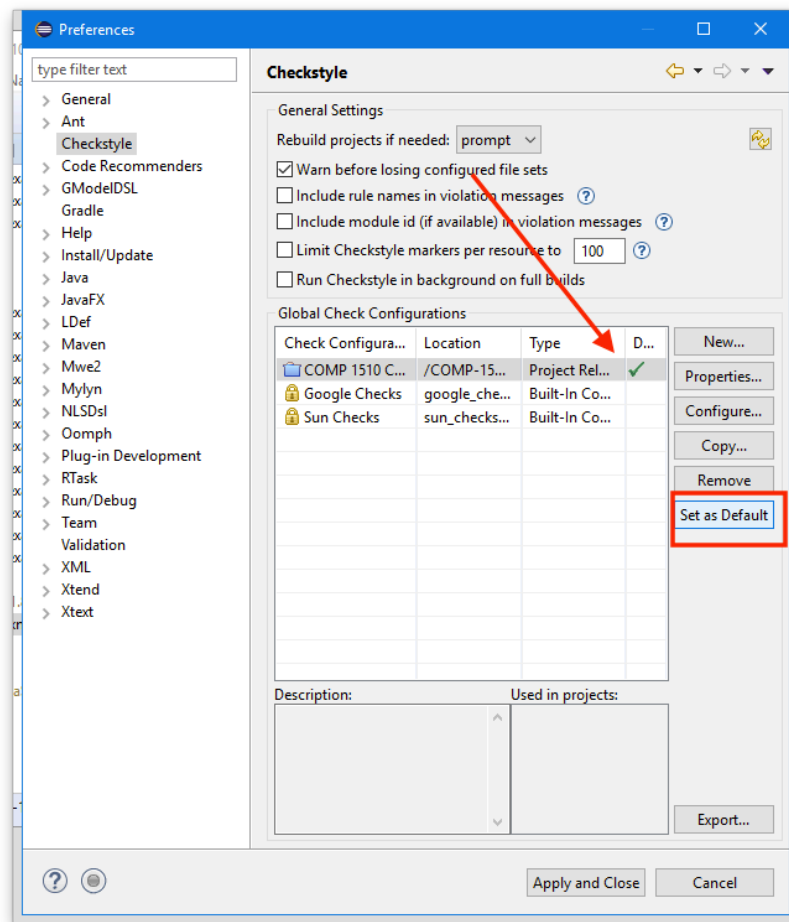 Preferences
type filter text
Checkstyle
General
Ant
Checkstyle
Code Recommenders
GModelDSL
Gradle
Help
Install/Update
Java
JavaFX
LDef
Maven
Mwe2
Mylyn
NLSDsl
Oomph
Plug-in Development
RTask
Run/Debug
Team
Validation
XML
Xtend
Xtext
General Settings
Rebuild projects if needed: prompt
Warn before losing configured file sets
Include rule names in violation messages
Include module id (if available) in violation messages
Limit Checkstyle markers per resource to 100
Run Checkstyle in background on full builds
Global Check Configurations
Check Configura... Location Type D...
COMP 1510 C... /COMP-15... Project Rel...
Google Checks google_che... Built-In Co...
Sun Checks sun_checks... Built-In Co...
New...
Properties...
Configure...
Copy...
Remove
Set as Default
Description: Used in projects:
Export...
Apply and Close Cancel